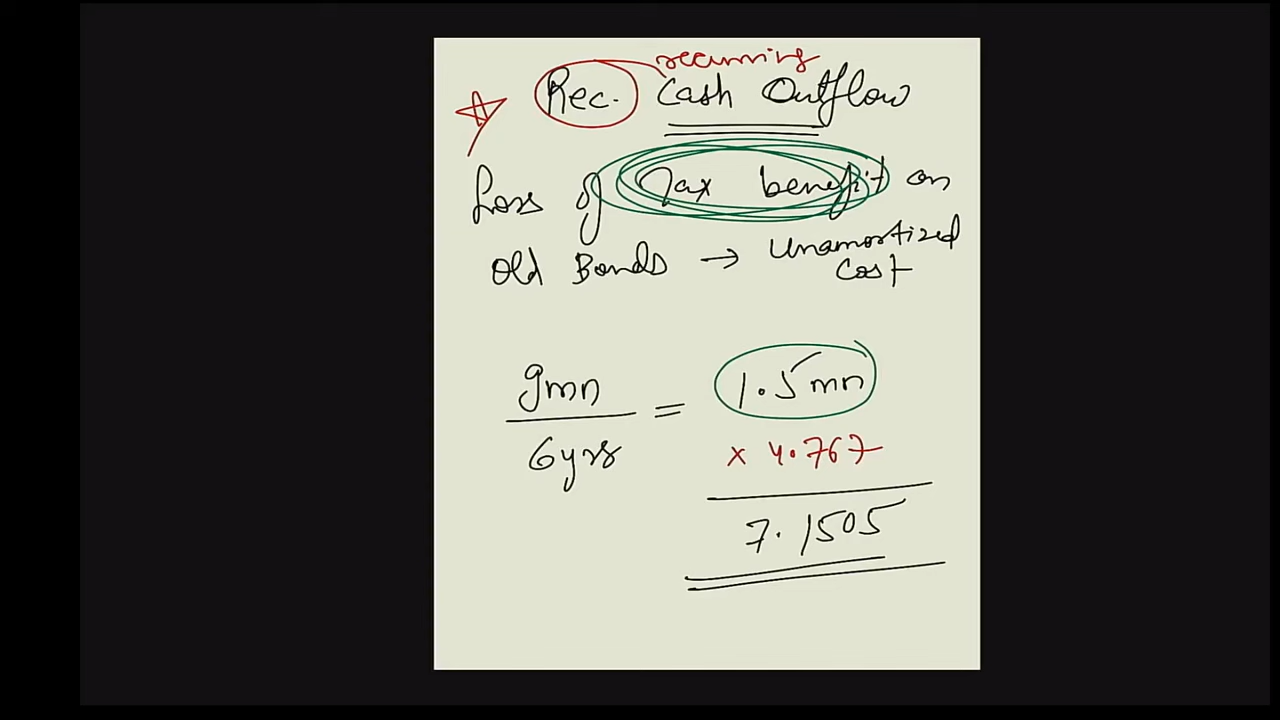 recurring
Rec. Cash Outflow
Loss of Tax benefit on
Old Bonds → Unamortized
Cost
9mn = 1.5mn
6yrs
x 4.767
7.1505